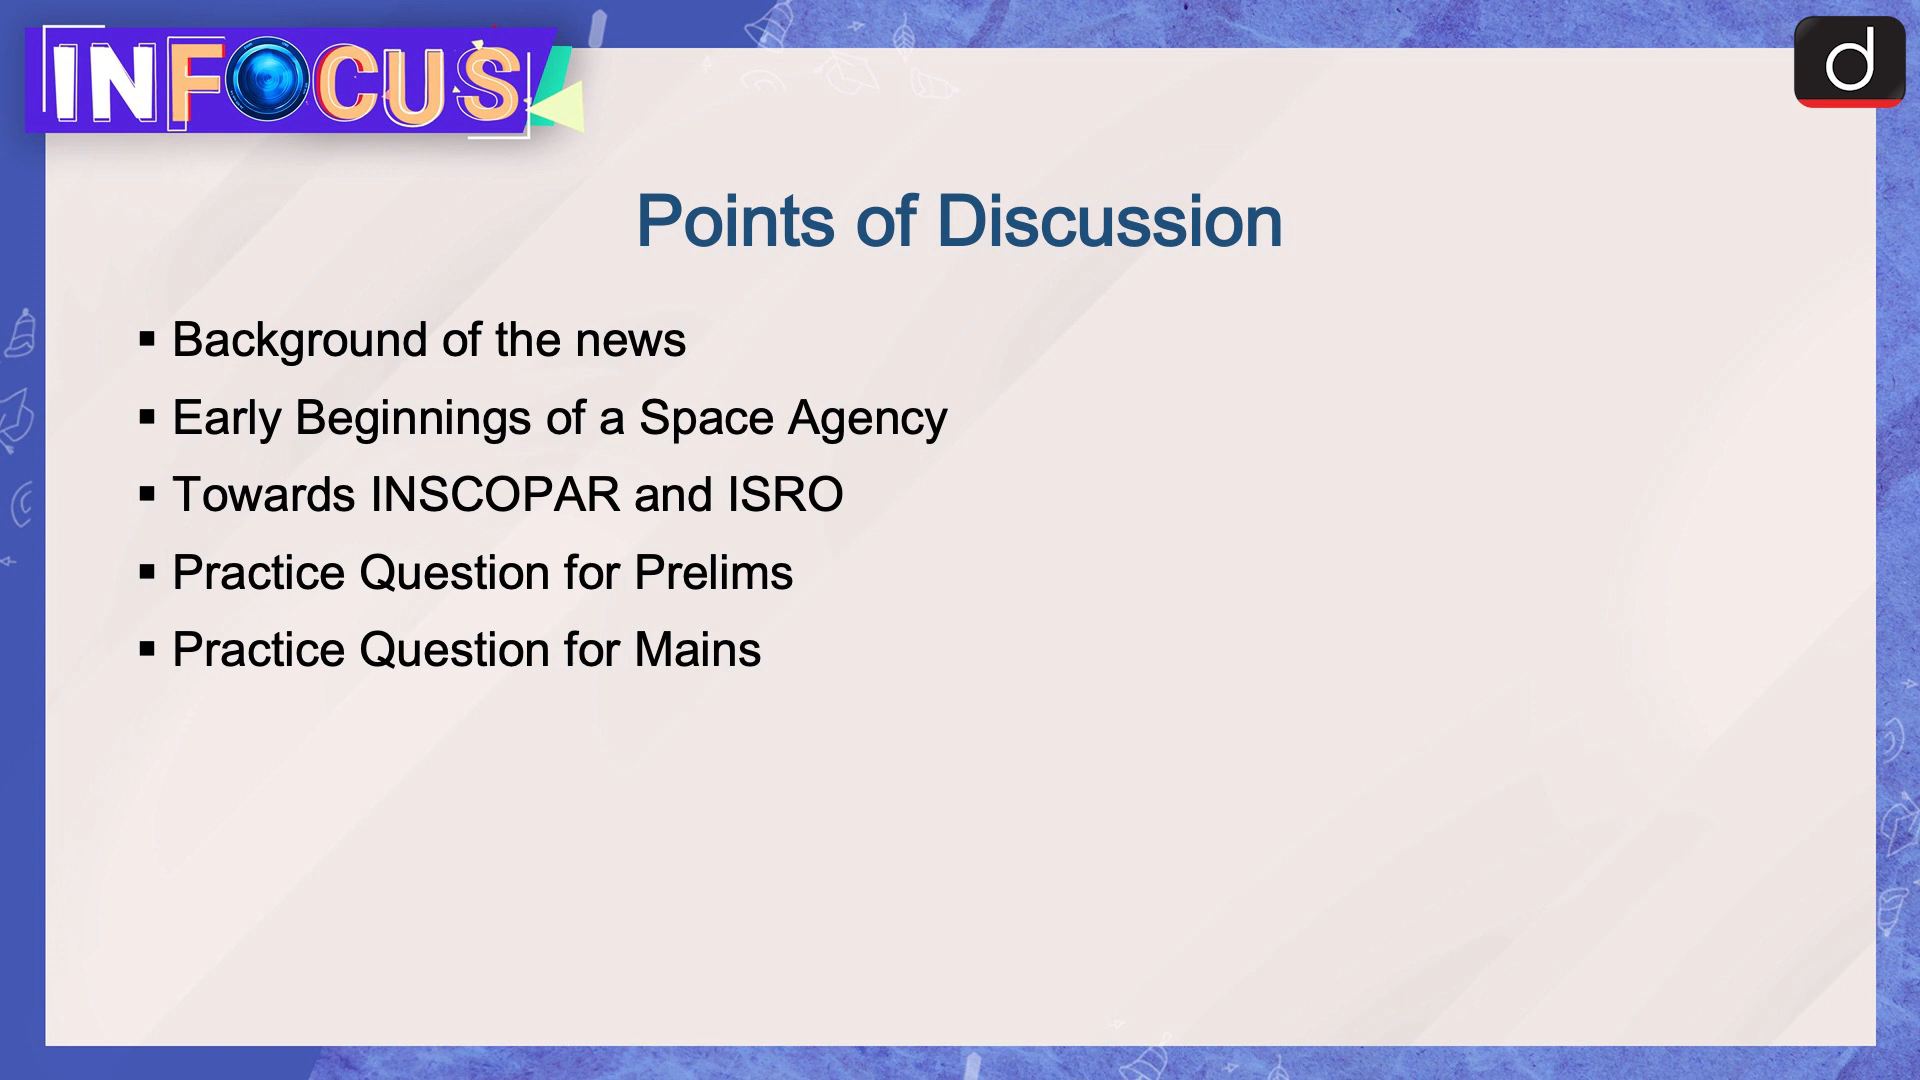 INFOCUS
d
Points of Discussion
▪ Background of the news
▪ Early Beginnings of a Space Agency
▪ Towards INSCOPAR and ISRO
▪ Practice Question for Prelims
▪ Practice Question for Mains